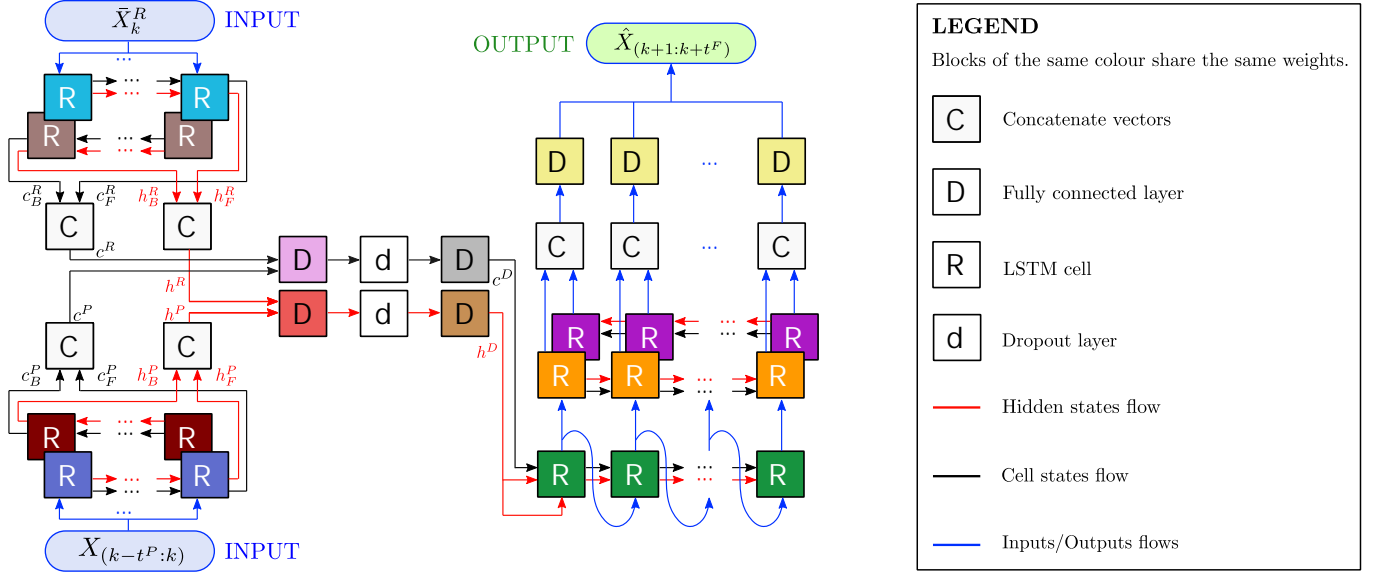 X̄ᴿₖ INPUT
...
R ... R
...
R ... R
...
c_B^R c_F^R h_B^R h_F^R
C C
c^R
h^R
D d D
c^D
D d D
h^D
h^P
c^P
C C
c_B^P c_F^P h_B^P h_F^P
R ... R
...
R ... R
...
...
X_(k−t^P:k) INPUT
OUTPUT X̂_(k+1:k+t^F)
D D ... D
C C ... C
R R ... R
...
R R ... R
...
R R ... R
...
LEGEND
Blocks of the same colour share the same weights.
C Concatenate vectors
D Fully connected layer
R LSTM cell
d Dropout layer
Hidden states flow
Cell states flow
Inputs/Outputs flows